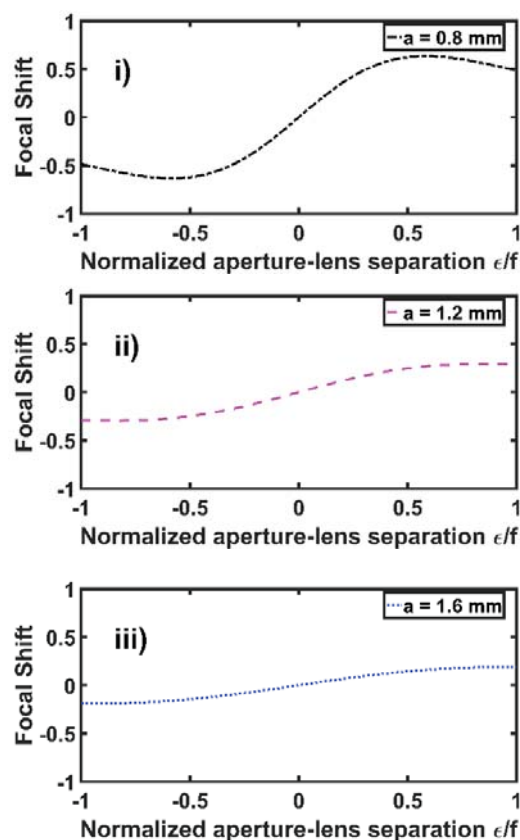 a = 0.8 mm
i)
Focal Shift
1
0.5
0
-0.5
-1
-1 -0.5 0 0.5 1
Normalized aperture-lens separation ϵ/f
a = 1.2 mm
ii)
Focal Shift
1
0.5
0
-0.5
-1
-1 -0.5 0 0.5 1
Normalized aperture-lens separation ϵ/f
a = 1.6 mm
iii)
Focal Shift
1
0.5
0
-0.5
-1
-1 -0.5 0 0.5 1
Normalized aperture-lens separation ϵ/f